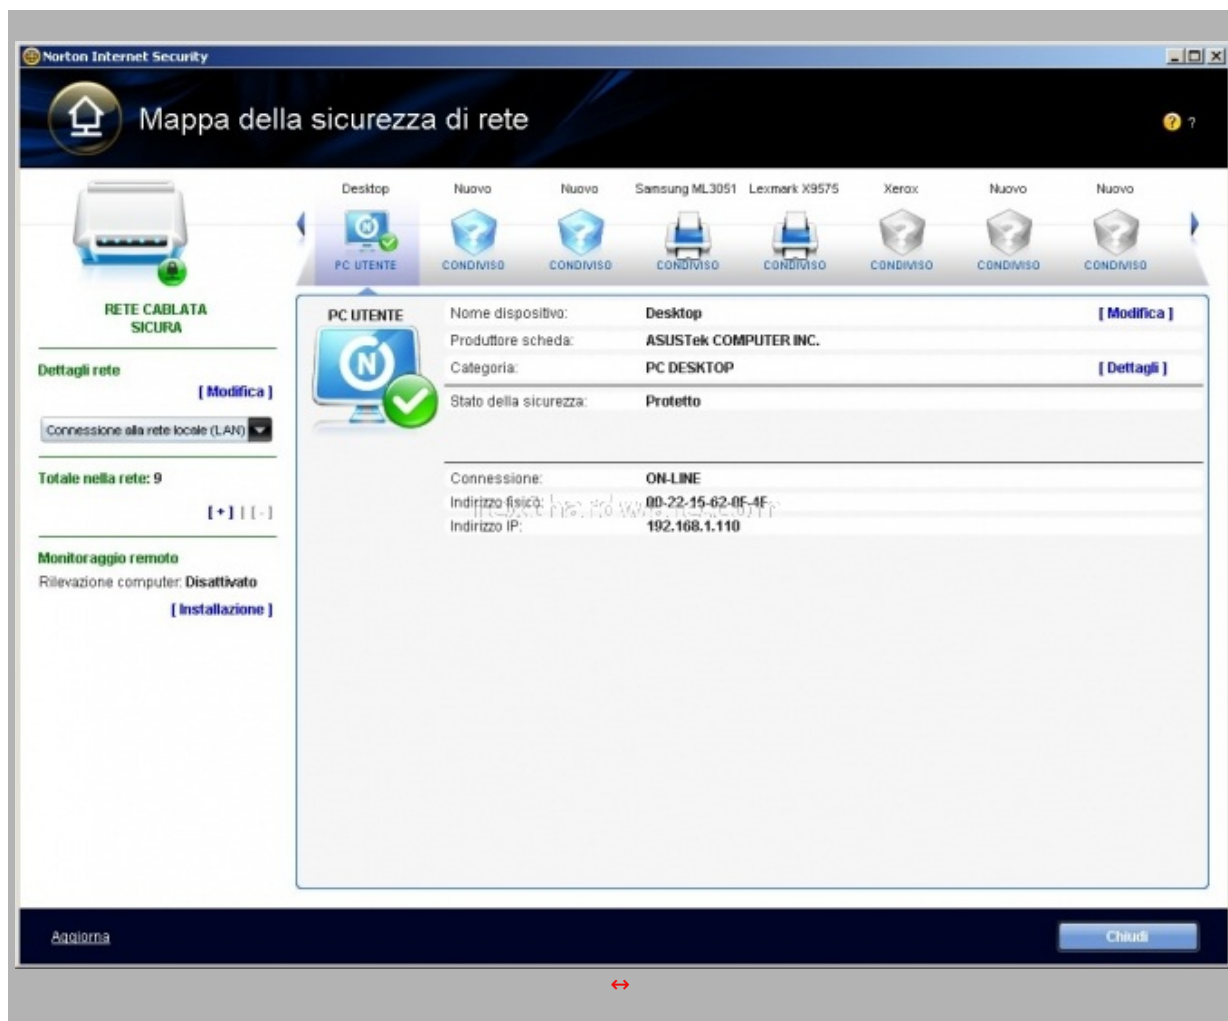 Norton Internet Security
Mappa della sicurezza di rete
?
Desktop
Nuovo
Nuovo
Samsung ML3051
Lexmark X9575
Xerox
Nuovo
Nuovo
PC UTENTE
CONDIVISO
CONDIVISO
CONDIVISO
CONDIVISO
CONDIVISO
CONDIVISO
CONDIVISO
RETE CABLATA
SICURA
Dettagli rete
[ Modifica ]
Connessione alla rete locale (LAN)
Totale nella rete: 9
[ + ] | [ - ]
Monitoraggio remoto
Rilevazione computer: Disattivato
[ Installazione ]
PC UTENTE
Nome dispositivo: Desktop [ Modifica ]
Produttore scheda: ASUSTek COMPUTER INC.
Categoria: PC DESKTOP [ Dettagli ]
Stato della sicurezza: Protetto
Connessione: ON-LINE
Indirizzo fisico: 00-22-15-62-0F-4F
nexthardware.com
Indirizzo IP: 192.168.1.110
Aggiorna
Chiudi